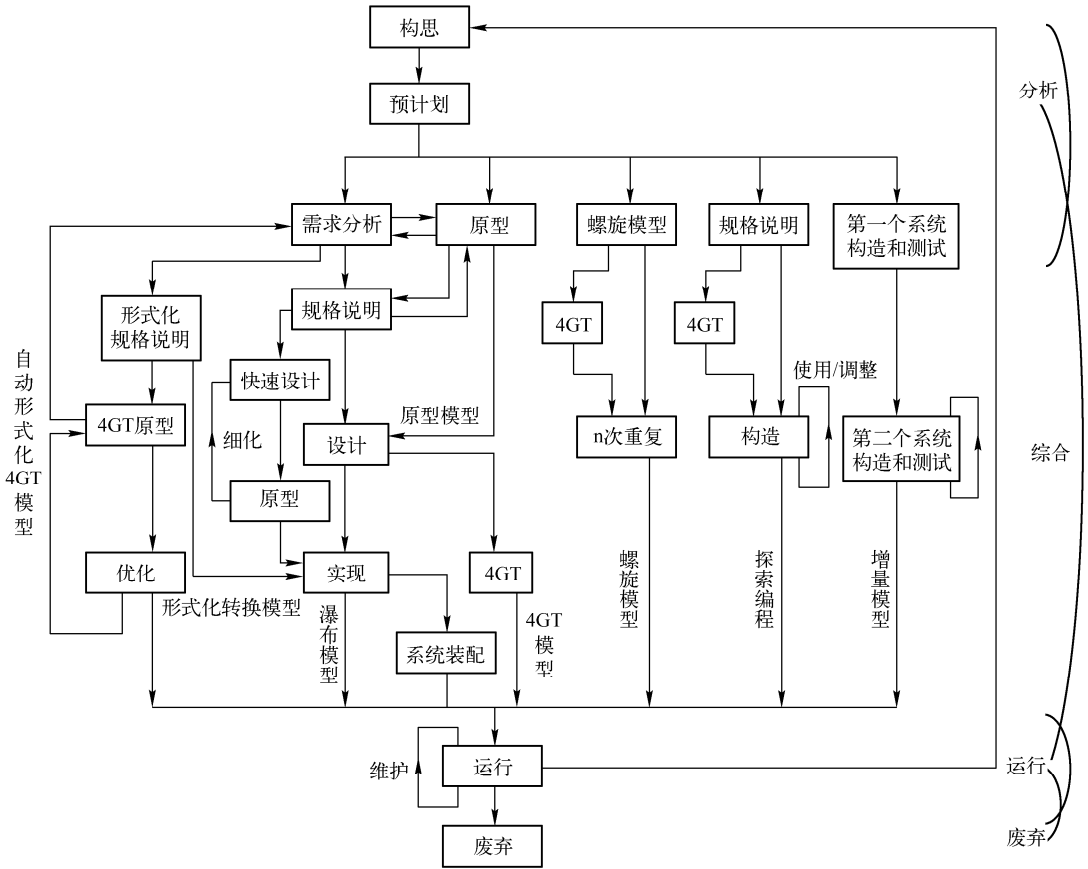 构思
预计划
分析
需求分析
原型
螺旋模型
规格说明
第一个系统
构造和测试
形式化
规格说明
规格说明
4GT
4GT
自动形式化4GT模型
快速设计
使用/调整
4GT原型
原型模型
细化
设计
n次重复
构造
第二个系统
构造和测试
综合
原型
优化
实现
4GT
螺旋模型
探索编程
增量模型
形式化转换模型
瀑布模型
4GT模型
系统装配
维护
运行
运行
废弃
废弃